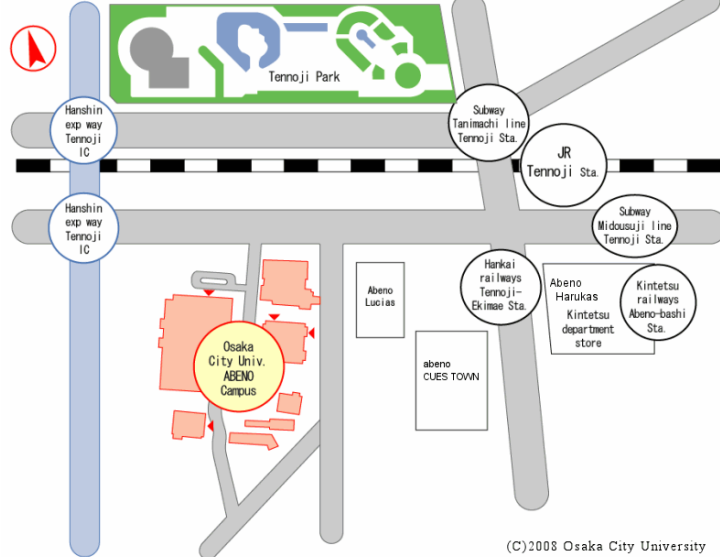 Tennoji Park
Hanshin
exp way
Tennoji
IC
Subway
Tanimachi line
Tennoji Sta.
JR
Tennoji Sta.
Hanshin
exp way
Tennoji
IC
Subway
Midousuji line
Tennoji Sta.
Hankai
railways
Tennoji-
Ekimae Sta.
Abeno
Lucias
Abeno
Harukas
Kintetsu
department
store
Kintetsu
railways
Abeno-bashi
Sta.
Osaka
City Univ.
ABENO
Campus
abeno
CUES TOWN
(C)2008 Osaka City University